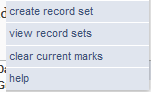 create record set
view record sets
clear current marks
help